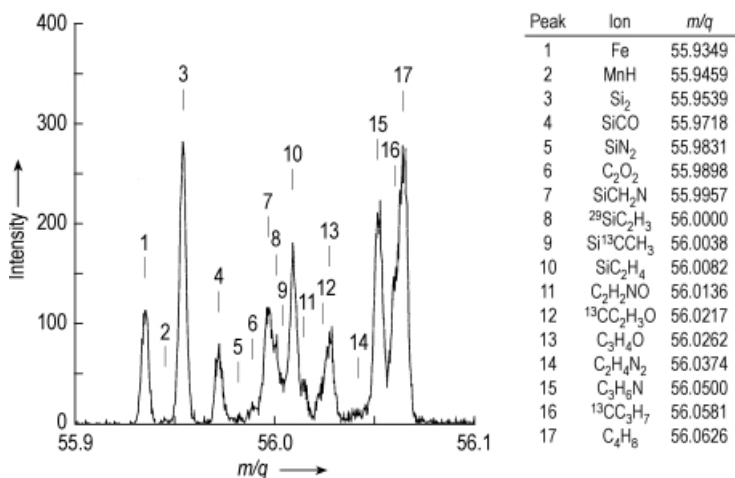 400
300
200
100
0
Intensity
55.9
56.0
56.1
m/q
1
2
3
4
5
6
7
8
9
10
11
12
13
14
15
16
17
Peak Ion m/q
1 Fe 55.9349
2 MnH 55.9459
3 Si₂ 55.9539
4 SiCO 55.9718
5 SiN₂ 55.9831
6 C₂O₂ 55.9898
7 SiCH₂N 55.9957
8 ²⁹SiC₂H₃ 56.0000
9 Si¹³CCH₃ 56.0038
10 SiC₂H₄ 56.0082
11 C₂H₂NO 56.0136
12 ¹³CC₂H₃O 56.0217
13 C₃H₄O 56.0262
14 C₂H₄N₂ 56.0374
15 C₃H₆N 56.0500
16 ¹³CC₃H₇ 56.0581
17 C₄H₈ 56.0626